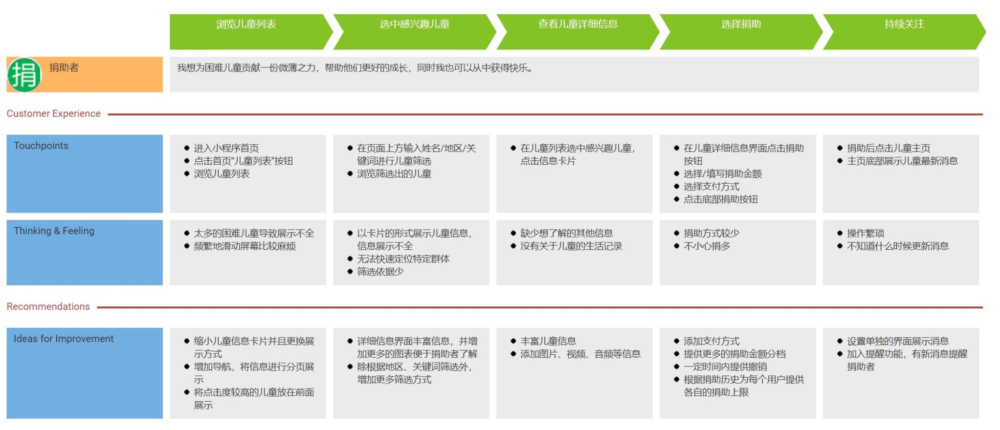 浏览儿童列表
选中感兴趣儿童
查看儿童详细信息
选择捐助
持续关注
捐
捐助者
我想为困难儿童贡献一份微薄之力，帮助他们更好的成长，同时我也可以从中获得快乐。
Customer Experience
Touchpoints
进入小程序首页
点击首页“儿童列表”按钮
浏览儿童列表
在页面上方输入姓名/地区/关
键词进行儿童筛选
浏览筛选出的儿童
在儿童列表选中感兴趣儿童，
点击信息卡片
在儿童详细信息界面点击捐助
按钮
选择/填写捐助金额
选择支付方式
点击底部捐助按钮
捐助后点击儿童主页
主页底部展示儿童最新消息
Thinking & Feeling
太多的困难儿童导致展示不全
频繁地滑动屏幕比较麻烦
以卡片的形式展示儿童信息，
信息展示不全
无法快速定位特定群体
筛选依据少
缺少想了解的其他信息
没有关于儿童的生活记录
捐助方式较少
不小心捐多
操作繁琐
不知道什么时候更新消息
Recommendations
Ideas for Improvement
缩小儿童信息卡片并且更换展
示方式
增加导航，将信息进行分页展
示
将点击度较高的儿童放在前面
展示
详细信息界面丰富信息，并增
加更多的图表便于捐助者了解
除根据地区、关键词筛选外，
增加更多筛选方式
丰富儿童信息
添加图片、视频、音频等信息
添加支付方式
提供更多的捐助金额分档
一定时间内提供撤销
根据捐助历史为每个用户提供
各自的捐助上限
设置单独的界面展示消息
加入提醒功能，有新消息提醒
捐助者